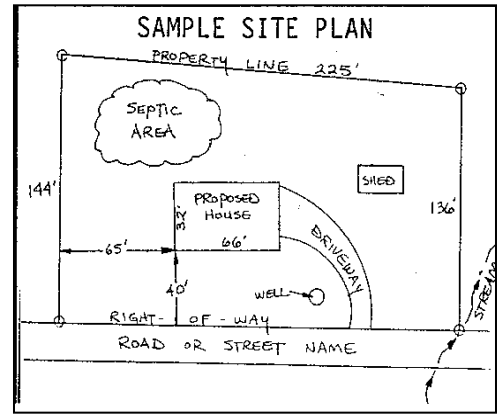 SAMPLE SITE PLAN
PROPERTY LINE 225'
SEPTIC
AREA
144'
SHED
PROPOSED
HOUSE
32'
66'
136'
65'
DRIVEWAY
40'
WELL
STREAM
RIGHT - OF - WAY
ROAD OR STREET NAME